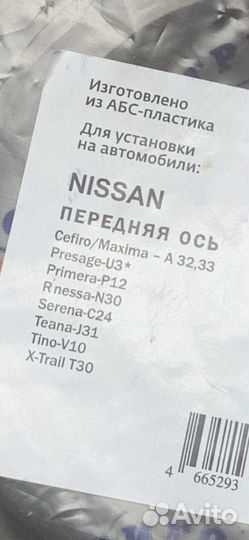 Изготовлено
из АБС-пластика
Для установки
на автомобили:
NISSAN
ПЕРЕДНЯЯ ОСЬ
Cefiro/Maxima – A 32,33
Presage-U3*
Primera-P12
R'nessa-N30
Serena-C24
Teana-J31
Tino-V10
X-Trail T30
4 665293
Avito